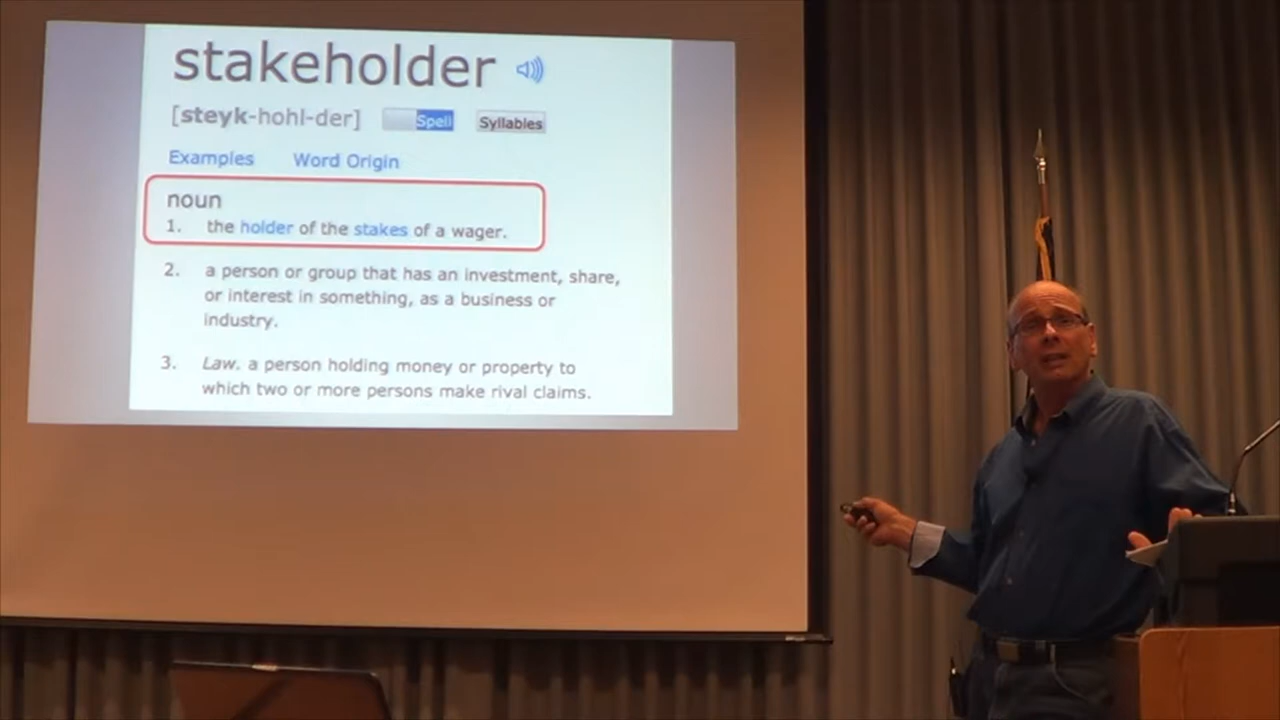 stakeholder
[steyk-hohl-der] Spell Syllables
Examples Word Origin
noun
1. the holder of the stakes of a wager.
2. a person or group that has an investment, share,
or interest in something, as a business or
industry.
3. Law. a person holding money or property to
which two or more persons make rival claims.